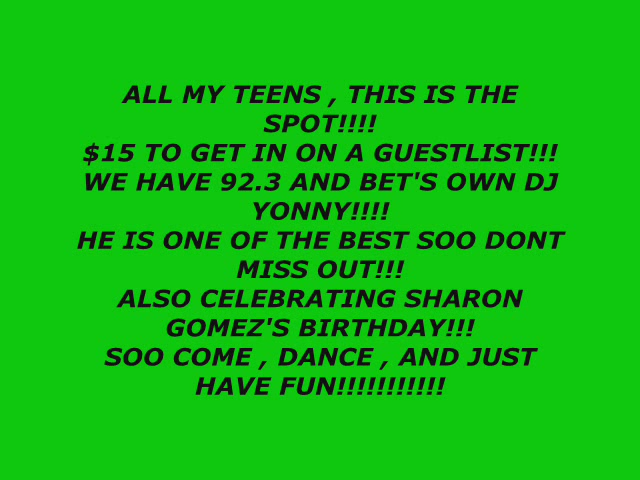 ALL MY TEENS , THIS IS THE
SPOT!!!!
$15 TO GET IN ON A GUESTLIST!!!
WE HAVE 92.3 AND BET'S OWN DJ
YONNY!!!!
HE IS ONE OF THE BEST SOO DONT
MISS OUT!!!
ALSO CELEBRATING SHARON
GOMEZ'S BIRTHDAY!!!
SOO COME , DANCE , AND JUST
HAVE FUN!!!!!!!!!!!